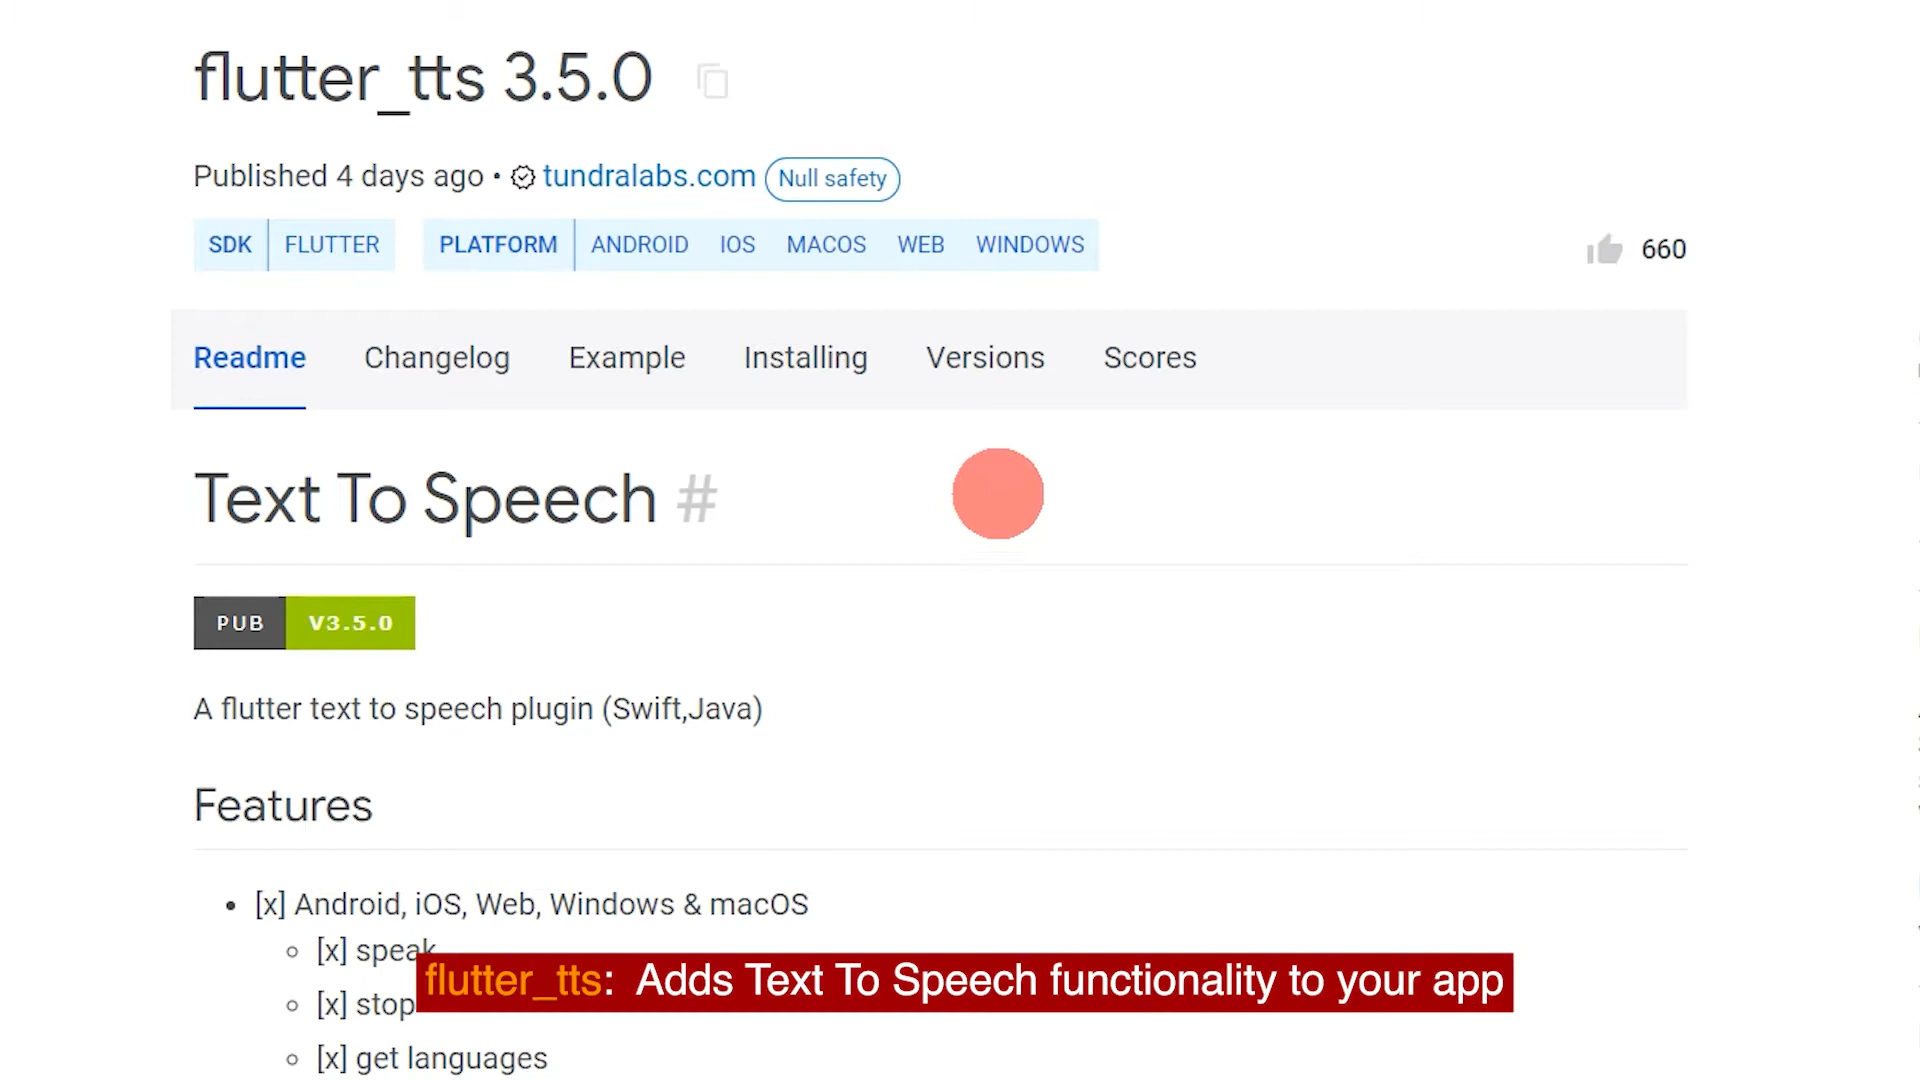 flutter_tts 3.5.0
Published 4 days ago • tundralabs.com Null safety
SDK FLUTTER PLATFORM ANDROID IOS MACOS WEB WINDOWS
660
Readme Changelog Example Installing Versions Scores
Text To Speech #
PUB V3.5.0
A flutter text to speech plugin (Swift,Java)
Features
• [x] Android, iOS, Web, Windows & macOS
[x] speak
flutter_tts: Adds Text To Speech functionality to your app
[x] stop
[x] get languages